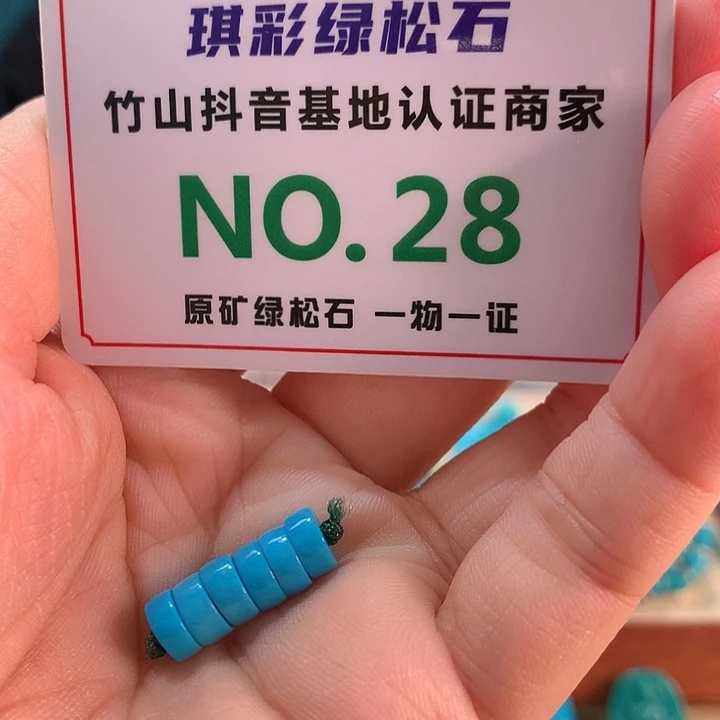 琪彩绿松石
竹山抖音基地认证商家
NO.28
原矿绿松石 一物一证